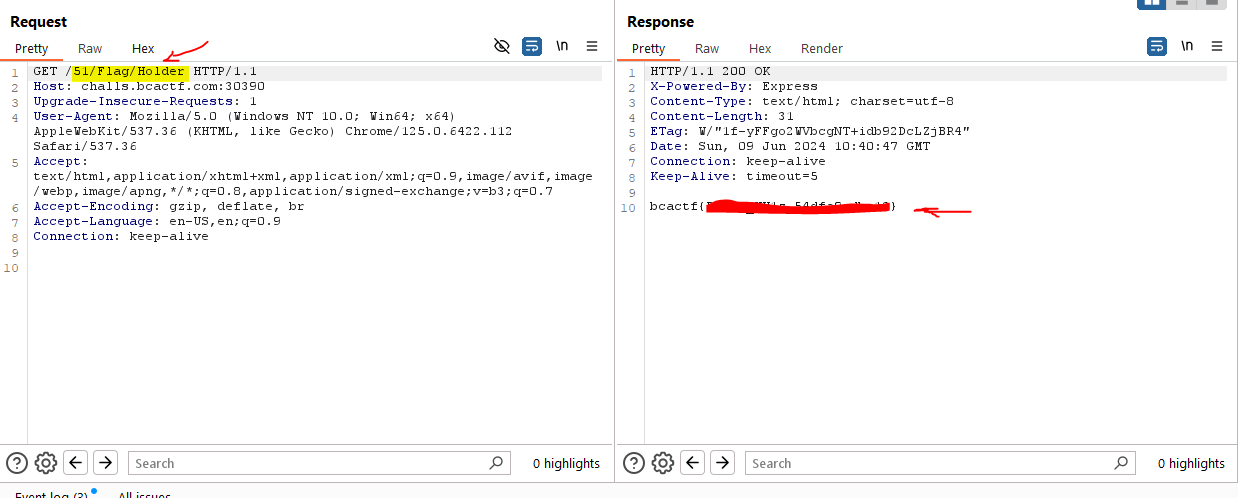 Request
Pretty Raw Hex
\n
1 GET /51/Flag/Holder HTTP/1.1
2 Host: challs.bcactf.com:30390
3 Upgrade-Insecure-Requests: 1
4 User-Agent: Mozilla/5.0 (Windows NT 10.0; Win64; x64)
AppleWebKit/537.36 (KHTML, like Gecko) Chrome/125.0.6422.112
Safari/537.36
5 Accept:
text/html,application/xhtml+xml,application/xml;q=0.9,image/avif,image
/webp,image/apng,*/*;q=0.8,application/signed-exchange;v=b3;q=0.7
6 Accept-Encoding: gzip, deflate, br
7 Accept-Language: en-US,en;q=0.9
8 Connection: keep-alive
9
10
Search
0 highlights
Response
Pretty Raw Hex Render
\n
1 HTTP/1.1 200 OK
2 X-Powered-By: Express
3 Content-Type: text/html; charset=utf-8
4 Content-Length: 31
5 ETag: W/"1f-yFFgo2WVbcgNT+idb92DcLZjBR4"
6 Date: Sun, 09 Jun 2024 10:40:47 GMT
7 Connection: keep-alive
8 Keep-Alive: timeout=5
9
10 bcactf{ }
Search
0 highlights
Event log (3) All issues